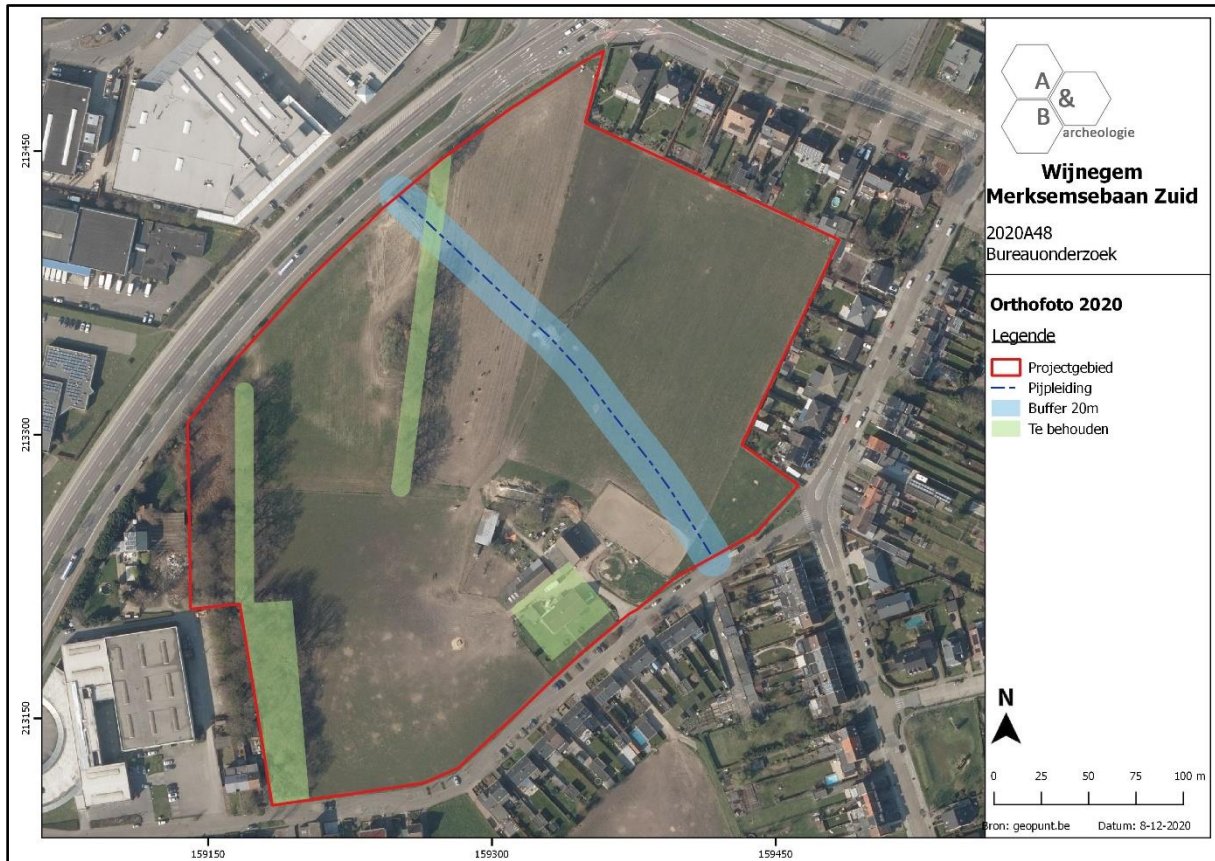 A &
B
archeologie
Wijnegem
Merksemsebaan Zuid
2020A48
Bureauonderzoek
Orthofoto 2020
Legende
Projectgebied
Pijpleiding
Buffer 20m
Te behouden
N
0 25 50 75 100 m
Bron: geopunt.be Datum: 8-12-2020
213450
213300
213150
159150 159300 159450